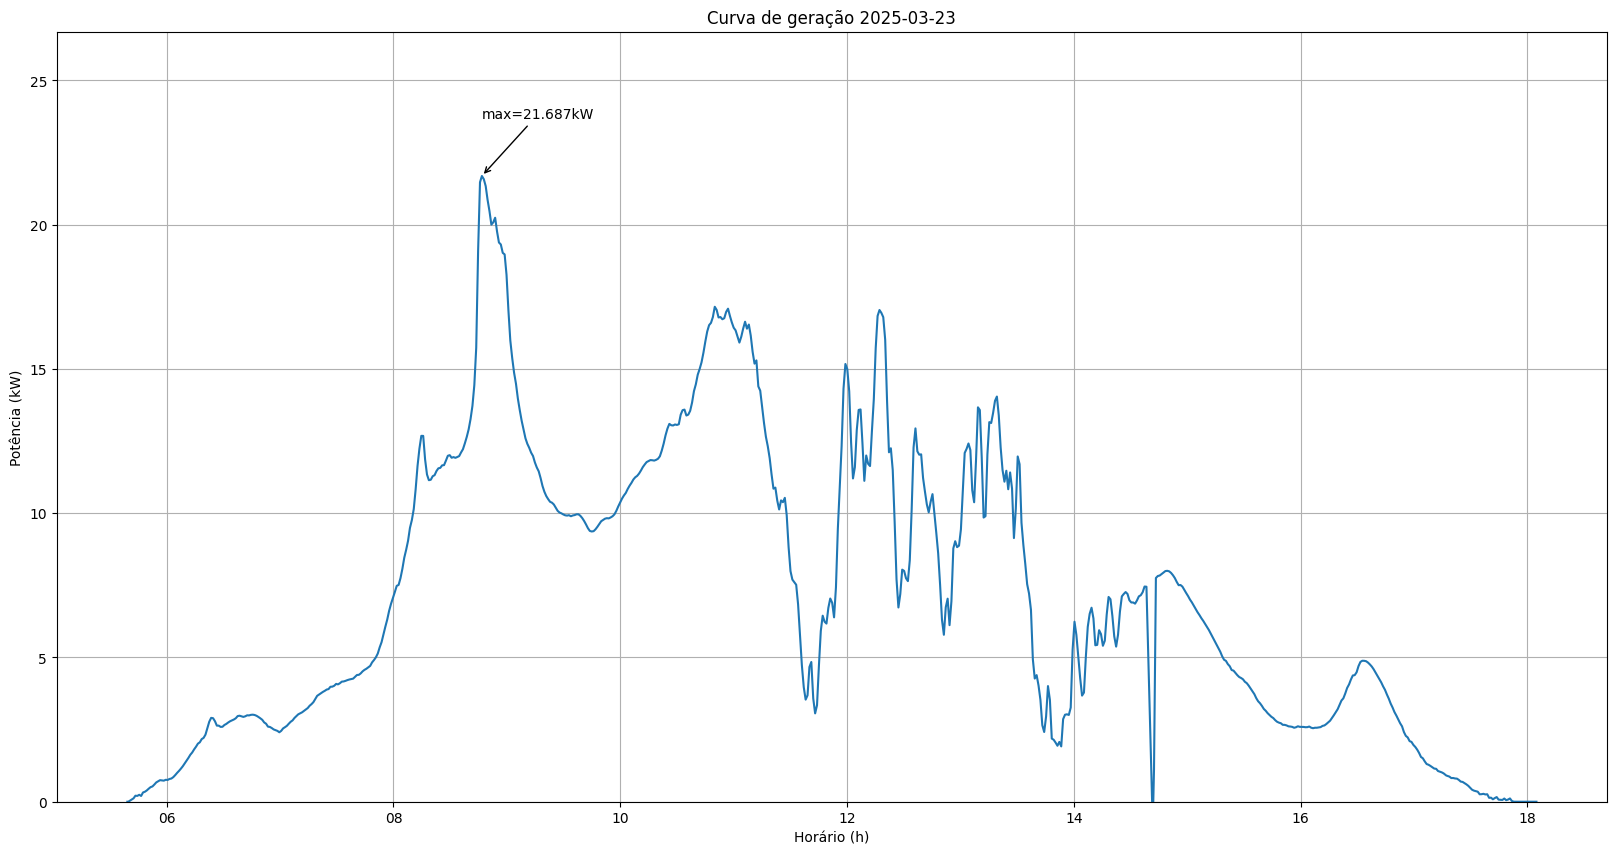 Curva de geração 2025-03-23
25
max=21.687kW
20
15
Potência (kW)
10
5
0
06 08 10 12 14 16 18
Horário (h)